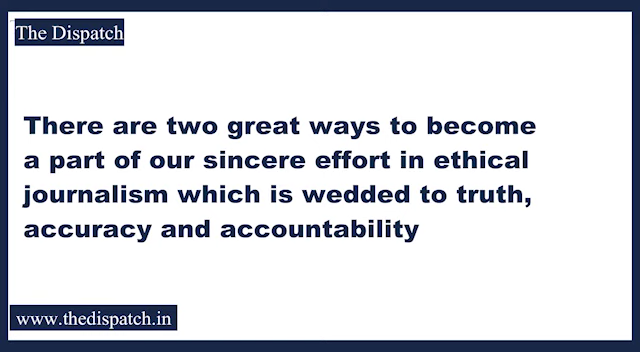 The Dispatch
There are two great ways to become
a part of our sincere effort in ethical
journalism which is wedded to truth,
accuracy and accountability
www.thedispatch.in